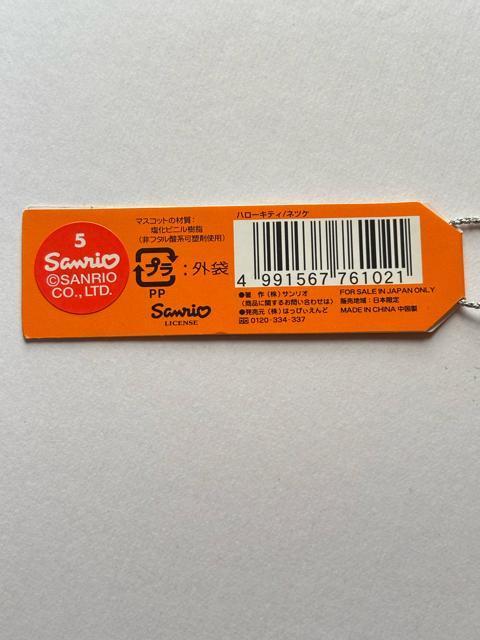 5
Sanrio
©SANRIO
CO., LTD.
マスコットの材質:
塩化ビニル樹脂
(非フタル酸系可塑剤使用)
プラ :外袋
PP
Sanrio
LICENSE
ハローキティ/ネツケ
4 991567 761021
●著 作(株)サンリオ
(商品に関するお問い合わせは)
●発売元(株)はっぴぃえんど
0120-334-337
FOR SALE IN JAPAN ONLY
販売地域:日本限定
MADE IN CHINA 中国製